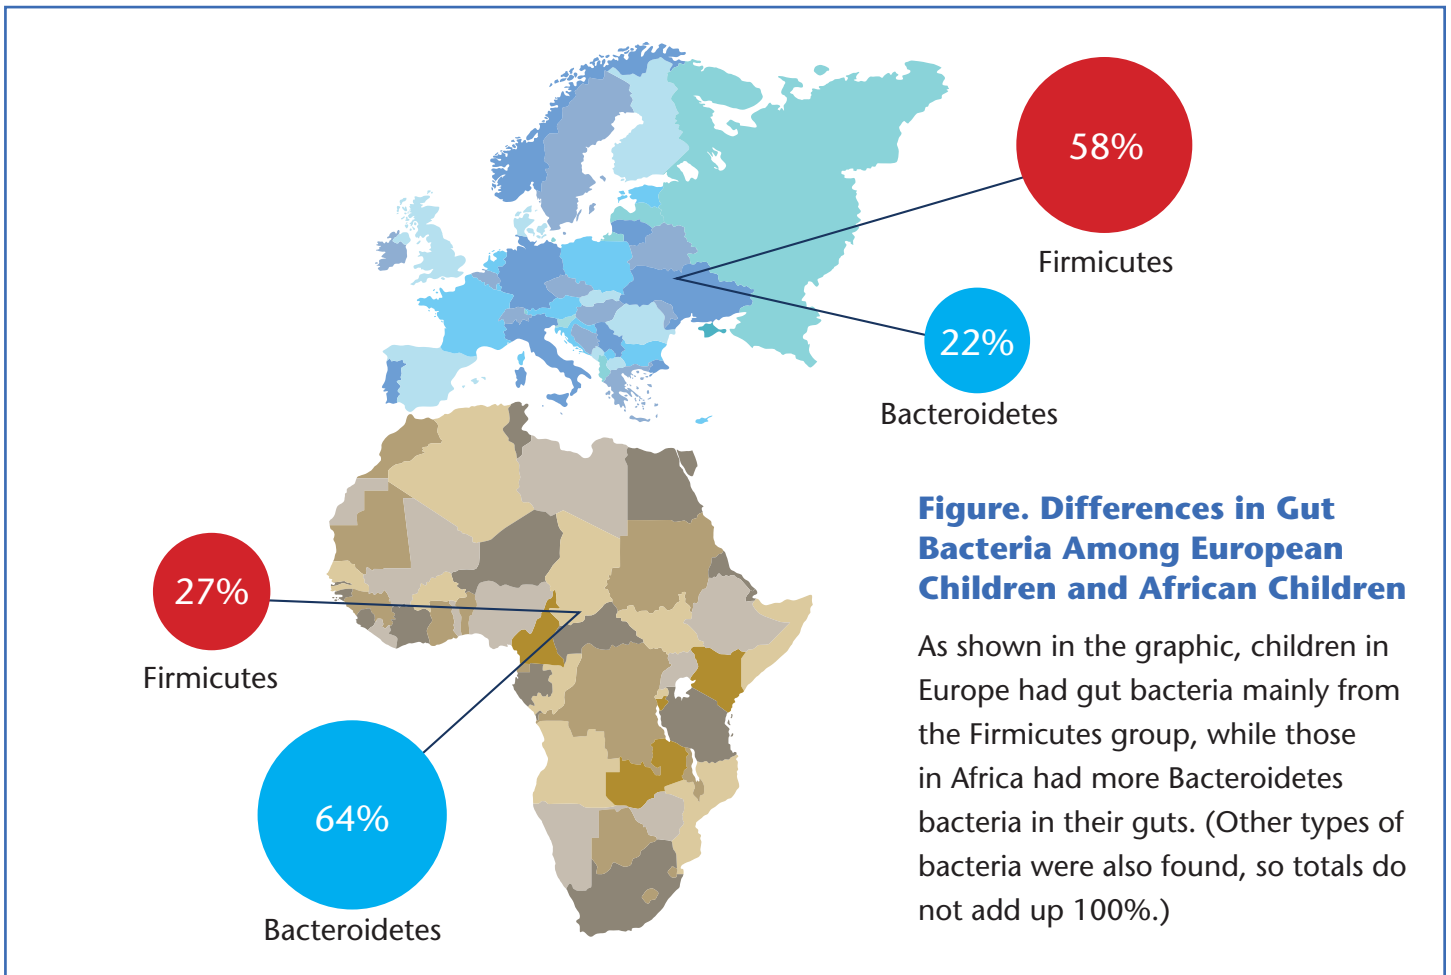 58%
Firmicutes
22%
Bacteroidetes
27%
Firmicutes
64%
Bacteroidetes
Figure. Differences in Gut
Bacteria Among European
Children and African Children
As shown in the graphic, children in
Europe had gut bacteria mainly from
the Firmicutes group, while those
in Africa had more Bacteroidetes
bacteria in their guts. (Other types of
bacteria were also found, so totals do
not add up 100%.)